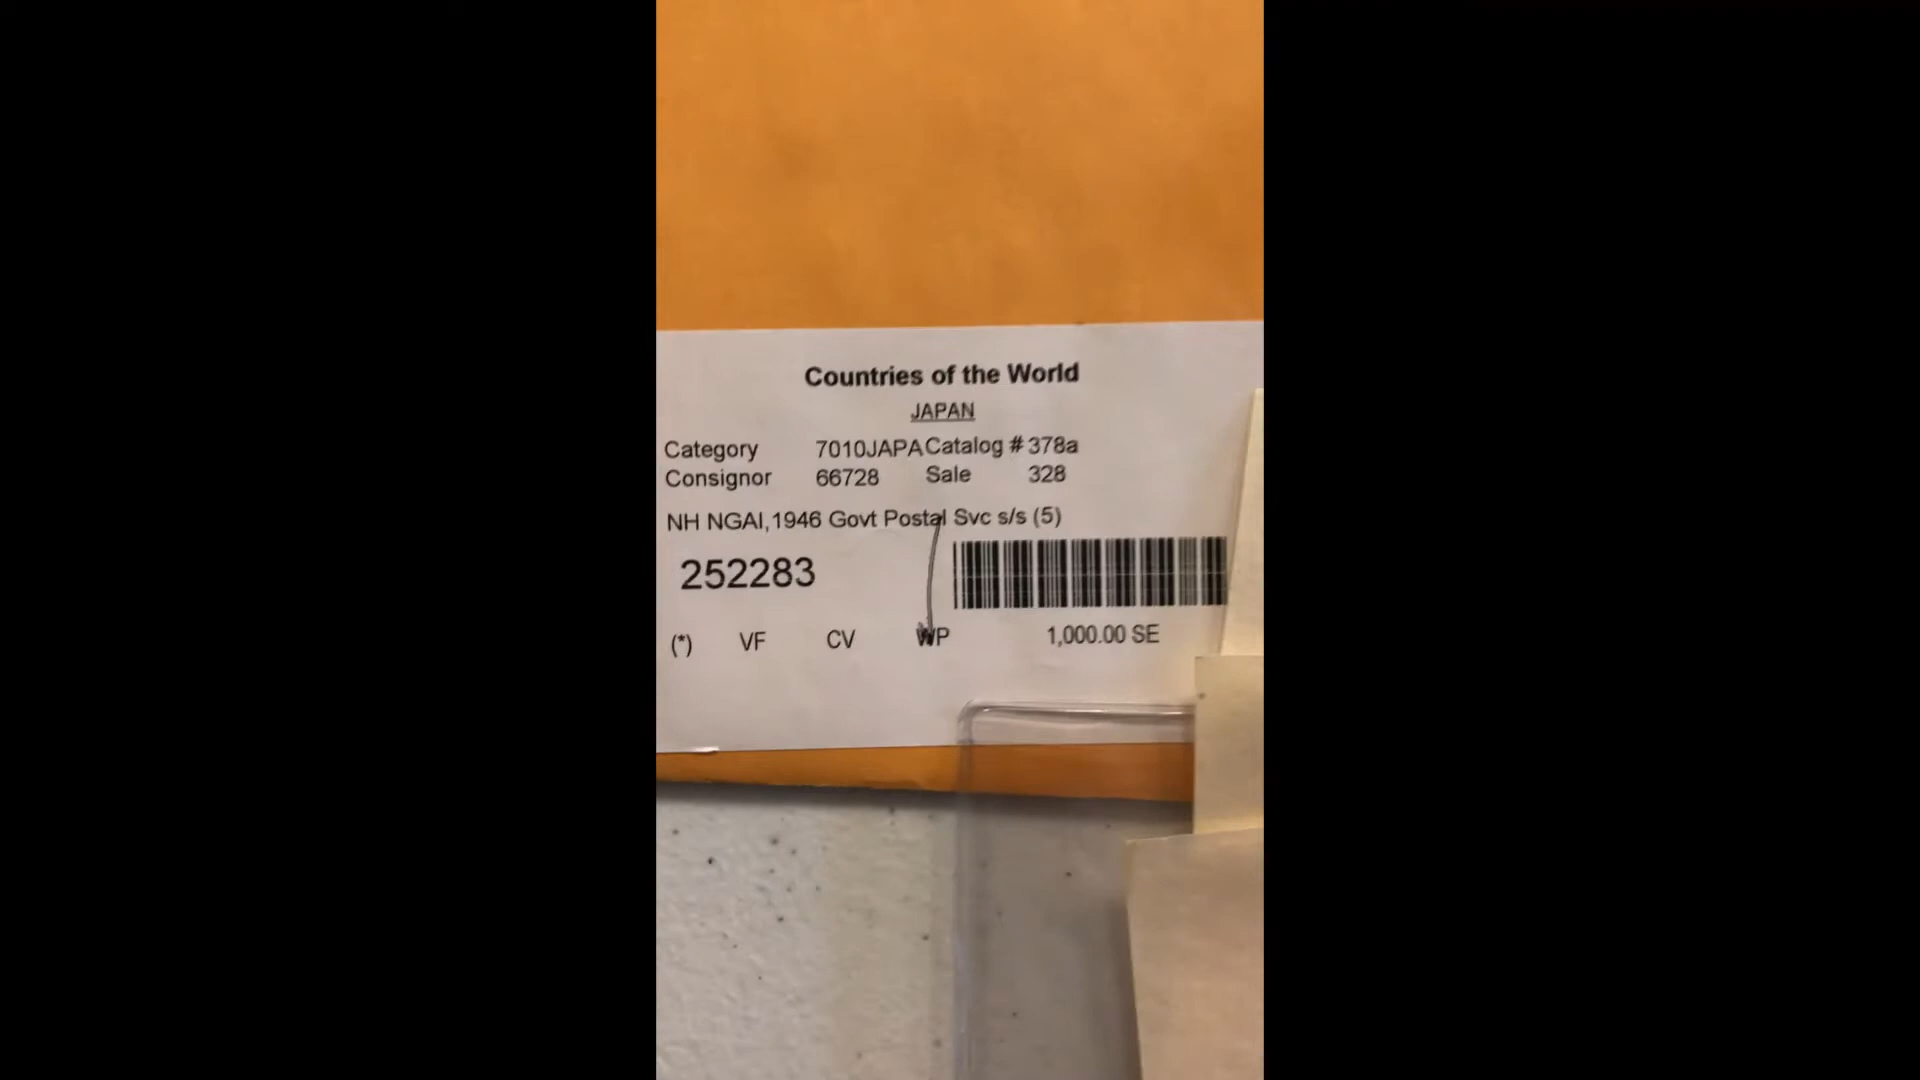 Countries of the World
JAPAN
Category 7010JAPA Catalog # 378a
Consignor 66728 Sale 328
NH NGAI,1946 Govt Postal Svc s/s (5)
252283
(*) VF CV WP 1,000.00 SE